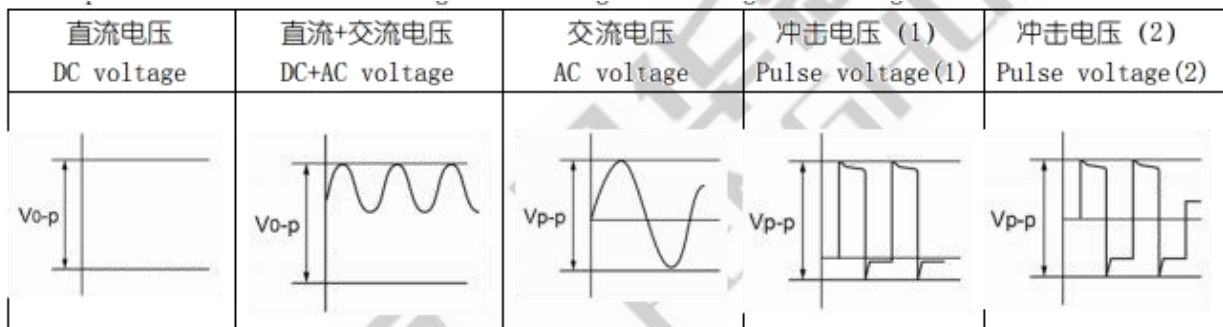 直流电压 直流+交流电压 交流电压 冲击电压 (1) 冲击电压 (2)
DC voltage DC+AC voltage AC voltage Pulse voltage(1) Pulse voltage(2)
Vo-p Vo-p Vp-p Vp-p Vp-p